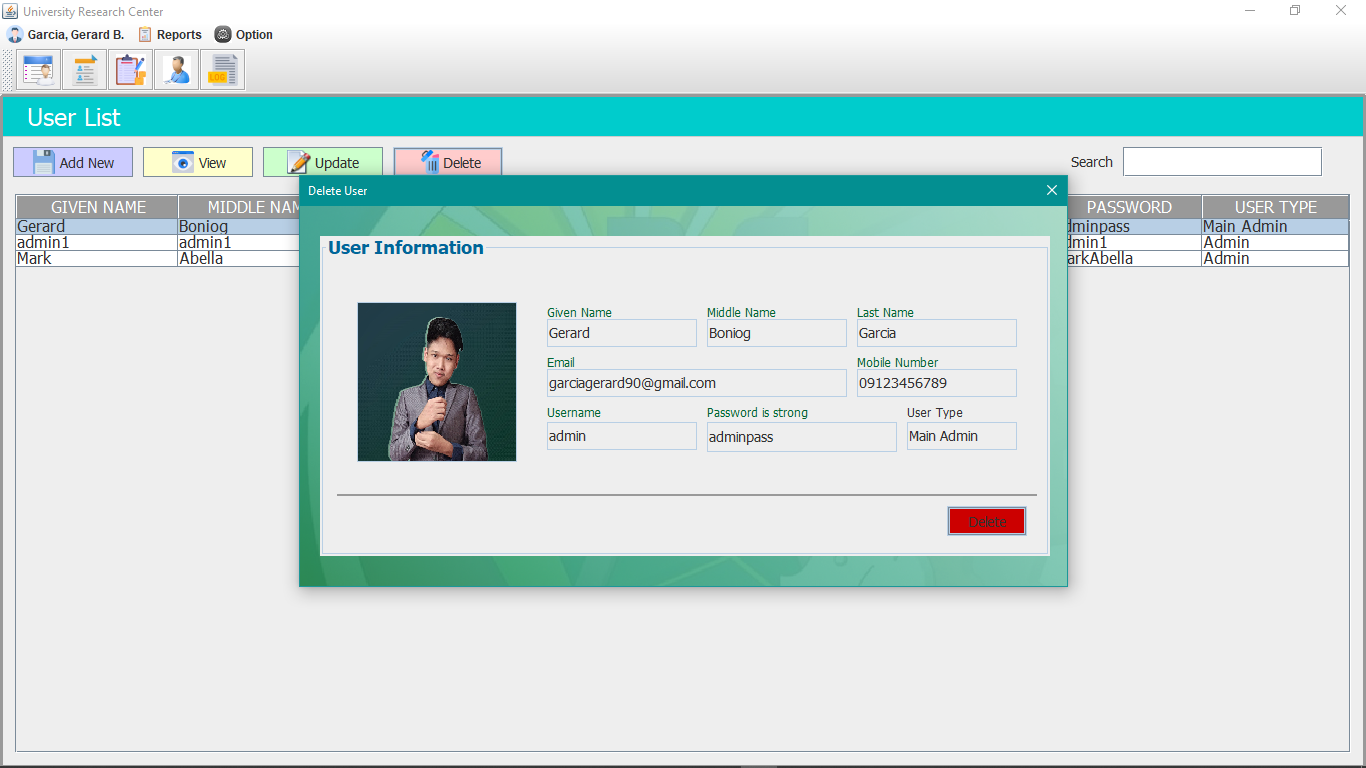 University Research Center
Garcia, Gerard B. Reports Option
LOG
User List
Add New View Update Delete Search
Delete User
GIVEN NAME MIDDLE NAM PASSWORD USER TYPE
Gerard Boniog dminpass Main Admin
admin1 admin1 dmin1 Admin
Mark Abella arkAbella Admin
User Information
Given Name Middle Name Last Name
Gerard Boniog Garcia
Email Mobile Number
garciagerard90@gmail.com 09123456789
Username Password is strong User Type
admin adminpass Main Admin
Delete